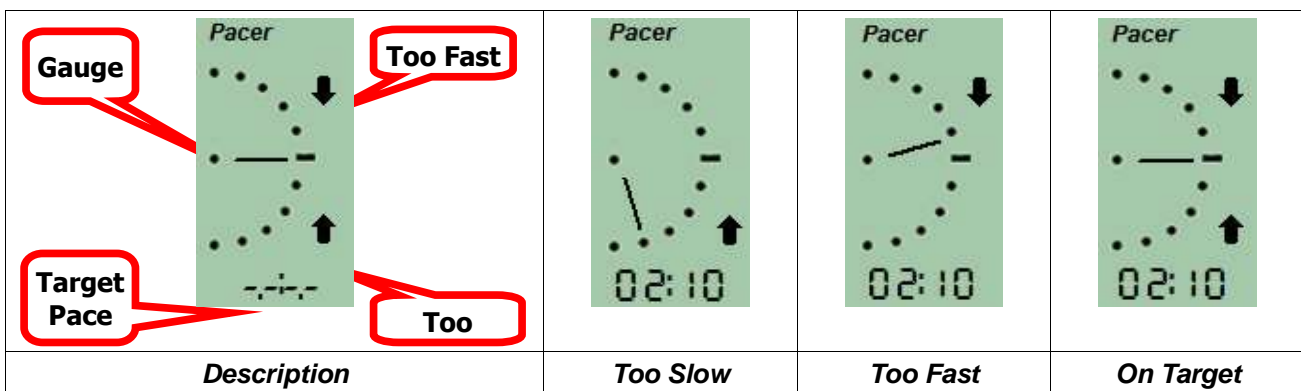 Pacer
Gauge
Too Fast
Target
Pace
Too
-.-:-.-
Pacer
02:10
Pacer
02:10
Pacer
02:10
Description
Too Slow
Too Fast
On Target